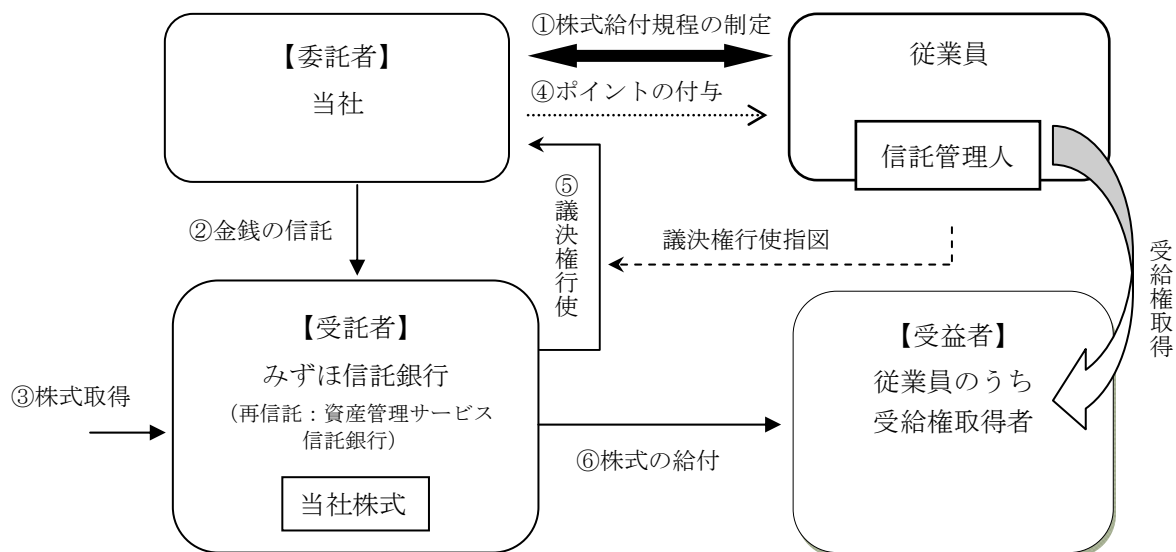 ①株式給付規程の制定
【委託者】
当社
従業員
④ポイントの付与
信託管理人
②金銭の信託
⑤議決権行使
議決権行使指図
受給権取得
【受託者】
みずほ信託銀行
(再信託：資産管理サービス
信託銀行)
当社株式
③株式取得
【受益者】
従業員のうち
受給権取得者
⑥株式の給付